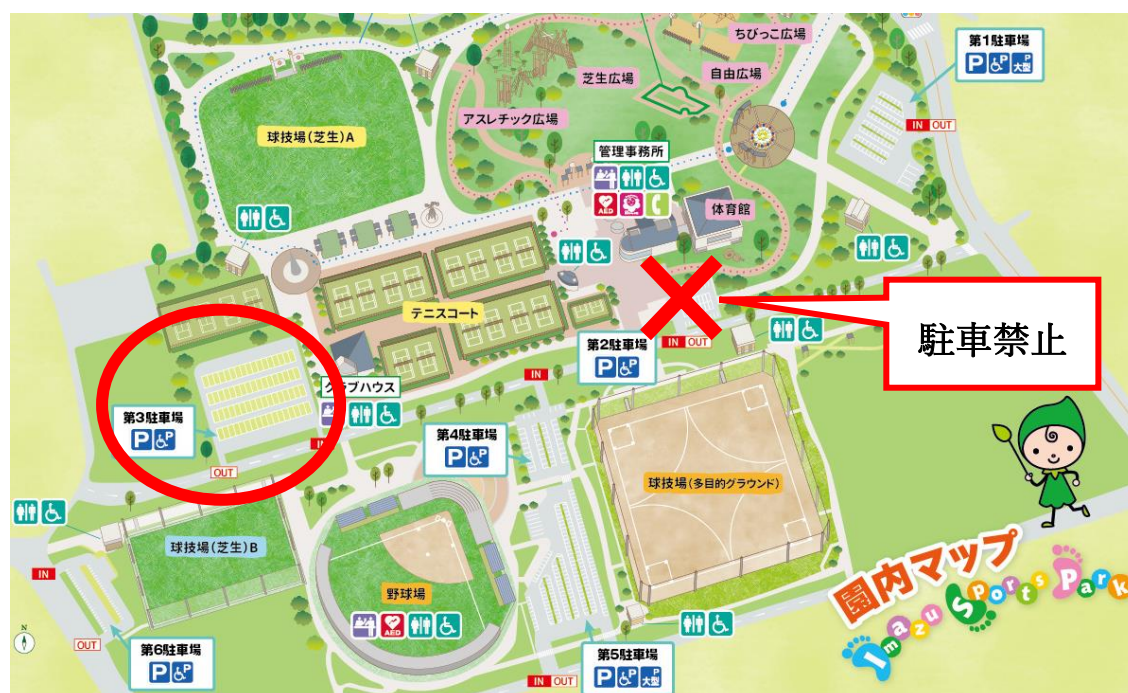 ちびっこ広場
第1駐車場
P P P大型
芝生広場
自由広場
アスレチック広場
IN OUT
球技場(芝生)A
管理事務所
AED
体育館
テニスコート
駐車禁止
第2駐車場
P P
IN OUT
IN
クラブハウス
第3駐車場
P P
IN
OUT
第4駐車場
P P
球技場(多目的グラウンド)
球技場(芝生)B
IN
野球場
AED
園内マップ
Imazu Sports Park
N
OUT
第6駐車場
P P
第5駐車場
P P P大型
IN OUT